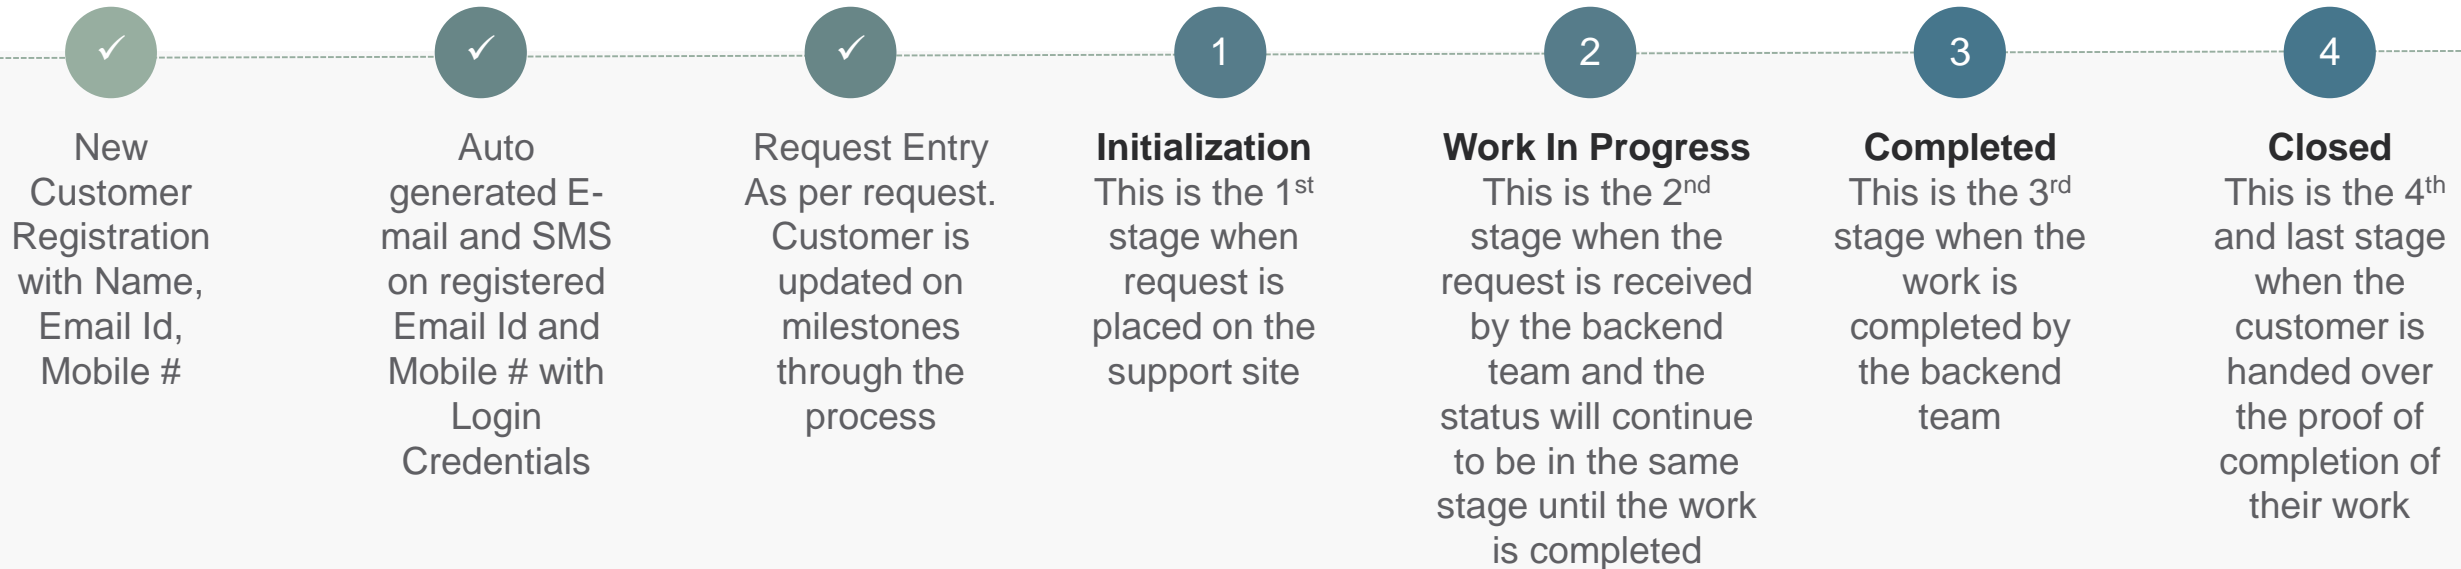 ✓
New
Customer
Registration
with Name,
Email Id,
Mobile #
✓
Auto
generated E-
mail and SMS
on registered
Email Id and
Mobile # with
Login
Credentials
✓
Request Entry
As per request.
Customer is
updated on
milestones
through the
process
1
Initialization
This is the 1st
stage when
request is
placed on the
support site
2
Work In Progress
This is the 2nd
stage when the
request is received
by the backend
team and the
status will continue
to be in the same
stage until the work
is completed
3
Completed
This is the 3rd
stage when the
work is
completed by
the backend
team
4
Closed
This is the 4th
and last stage
when the
customer is
handed over
the proof of
completion of
their work